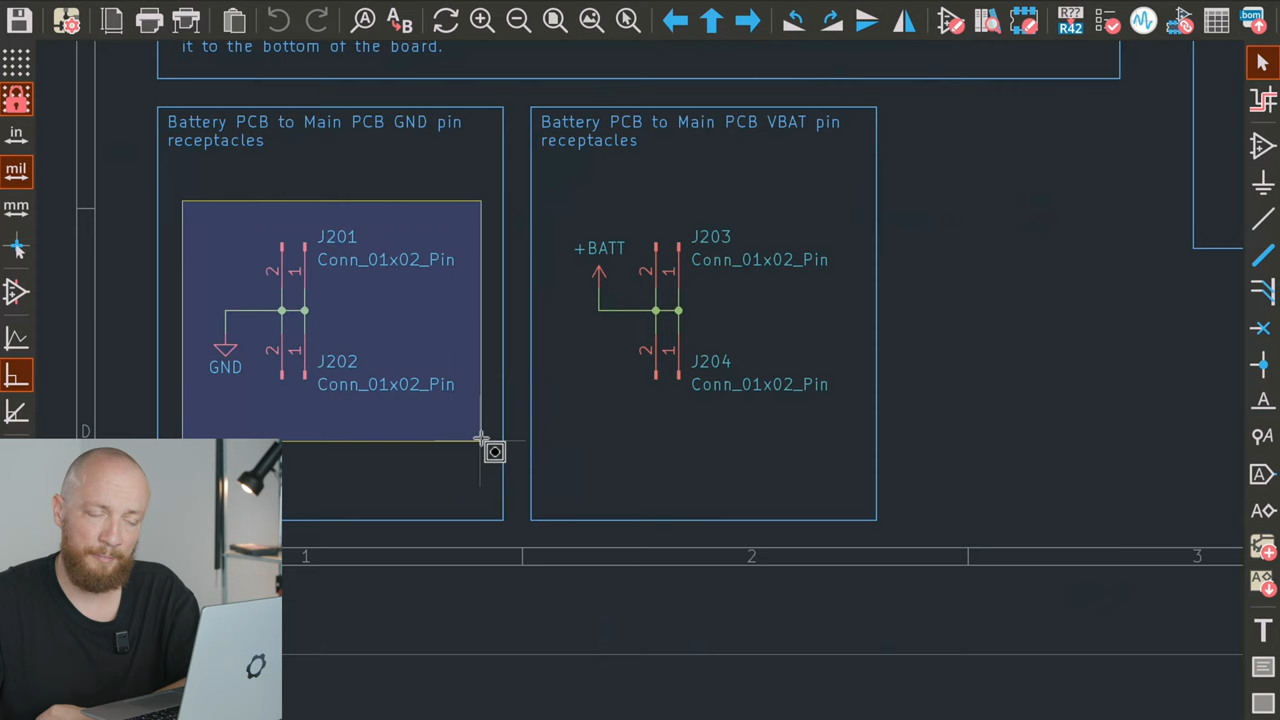 it to the bottom of the board.
Battery PCB to Main PCB GND pin
receptacles
J201
Conn_01x02_Pin
2
1
GND
2
1
J202
Conn_01x02_Pin
Battery PCB to Main PCB VBAT pin
receptacles
+BATT
J203
Conn_01x02_Pin
2
1
2
1
J204
Conn_01x02_Pin
D
1
2
3
in
mil
mm
A
A
B
R??
R42
bom
A
A
A
A
A
T